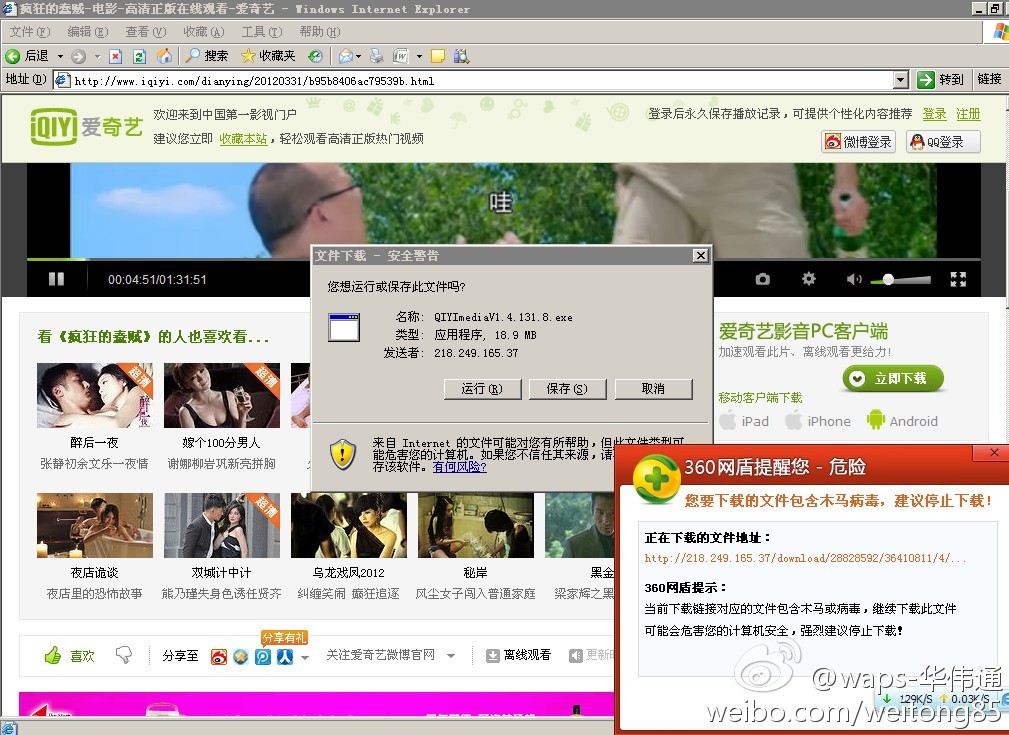 疯狂的蠢贼-电影-高清正版在线观看-爱奇艺 - Windows Internet Explorer
文件(F) 编辑(E) 查看(V) 收藏(A) 工具(T) 帮助(H)
后退 搜索 收藏夹
地址(D) http://www.iqiyi.com/dianying/20120331/b95b8406ac79539b.html 转到 链接
QIYI 爱奇艺
欢迎来到中国第一影视门户
建议您立即 收藏本站,轻松观看高清正版热门视频
登录后永久保存播放记录,可提供个性化内容推荐 登录 注册
微博登录 QQ登录
哇
00:04:51/01:31:51
文件下载 - 安全警告
您想运行或保存此文件吗?
名称: QIYImediaV1.4.131.8.exe
类型: 应用程序, 18.9 MB
发送者: 218.249.165.37
运行(R) 保存(S) 取消
来自 Internet 的文件可能对您有所帮助,但此文件类型可
能危害您的计算机。如果您不信任其来源,请
存该软件。有何风险?
看《疯狂的蠢贼》的人也喜欢看...
超清 超清
醉后一夜 嫁个100分男人
张静初余文乐一夜情 谢娜柳岩巩新亮拼胸
超清
夜店诡谈 双城计中计 乌龙戏凤2012 秘岸 黑金
夜店里的恐怖故事 能乃瑾失身色诱任贤齐 纠缠笑闹 癫狂追逐 风尘女子闯入普通家庭 梁家辉之黑
爱奇艺影音PC客户端
加速观看此片、离线观看更给力!
立即下载
移动客户端下载
iPad iPhone Android
360网盾提醒您 - 危险
您要下载的文件包含木马病毒,建议停止下载!
正在下载的文件地址:
http://218.249.165.37/download/28828592/36410811/4/...
360网盾提示:
当前下载链接对应的文件包含木马或病毒,继续下载此文件
可能会危害您的计算机安全,强烈建议停止下载!
分享有礼
喜欢 分享至 关注爱奇艺微博官网 离线观看 更新
@waps-华伟通
129K/S 0.03K/S
weibo.com/weitong85